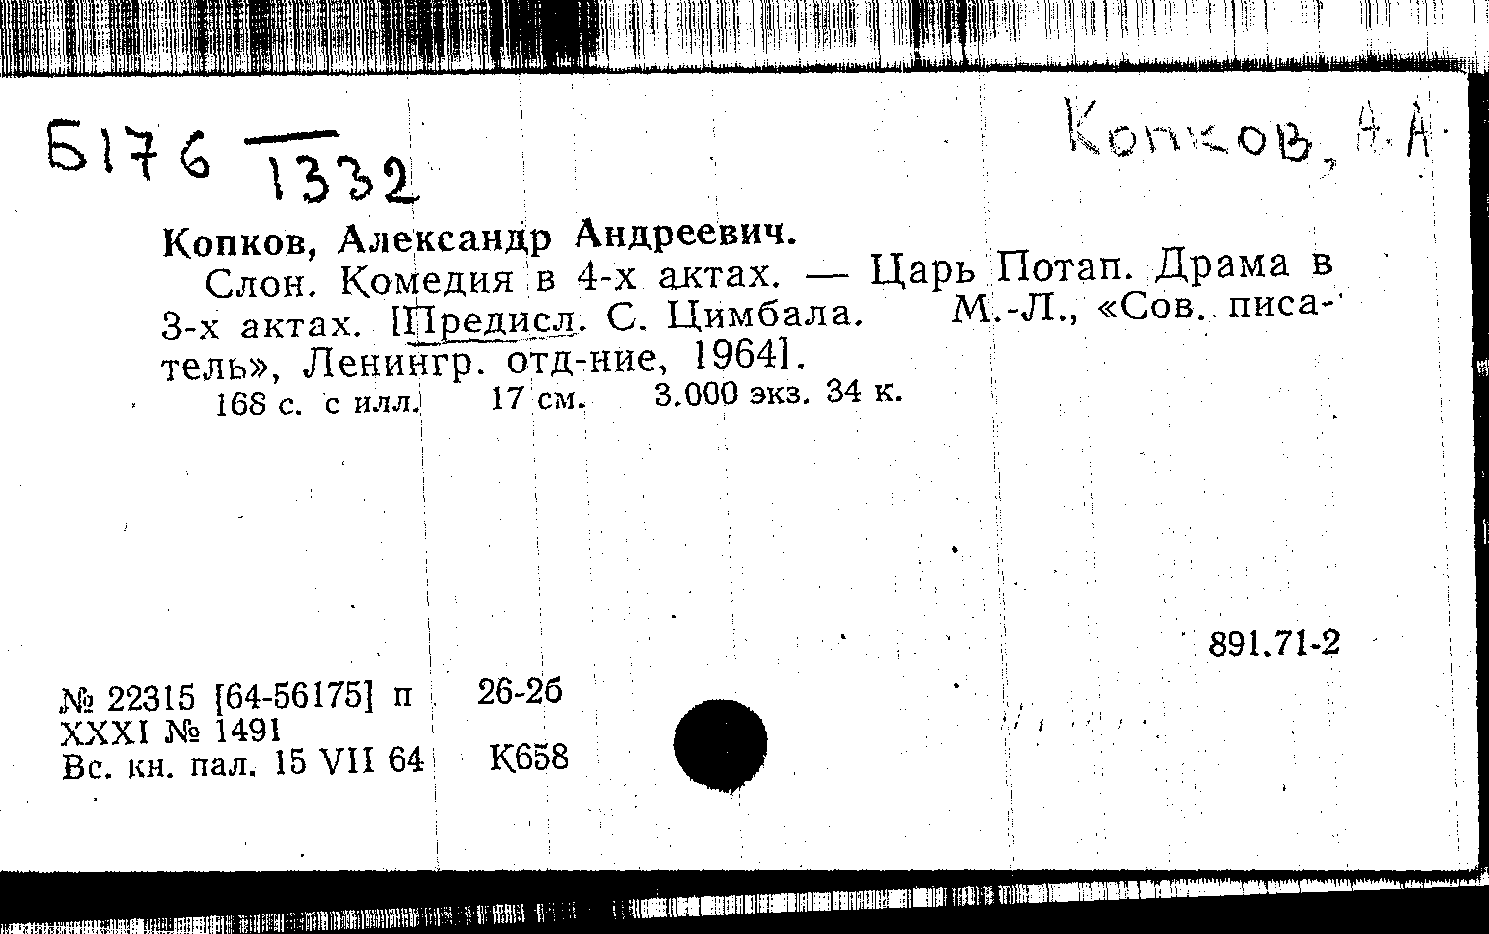 Б176 1332
Копков, А.А.
Копков, Александр Андреевич.
Слон. Комедия в 4-х актах. — Царь Потап. Драма в
3-х актах. [Предисл. С. Цимбала. М.-Л., «Сов. писа-
тель», Ленингр. отд-ние, 1964].
168 с. с илл. 17 см. 3.000 экз. 34 к.
891.71-2
№ 22315 [64-56175] п 26-2б
XXXI № 1491
Вс. кн. пал. 15 VII 64 К658